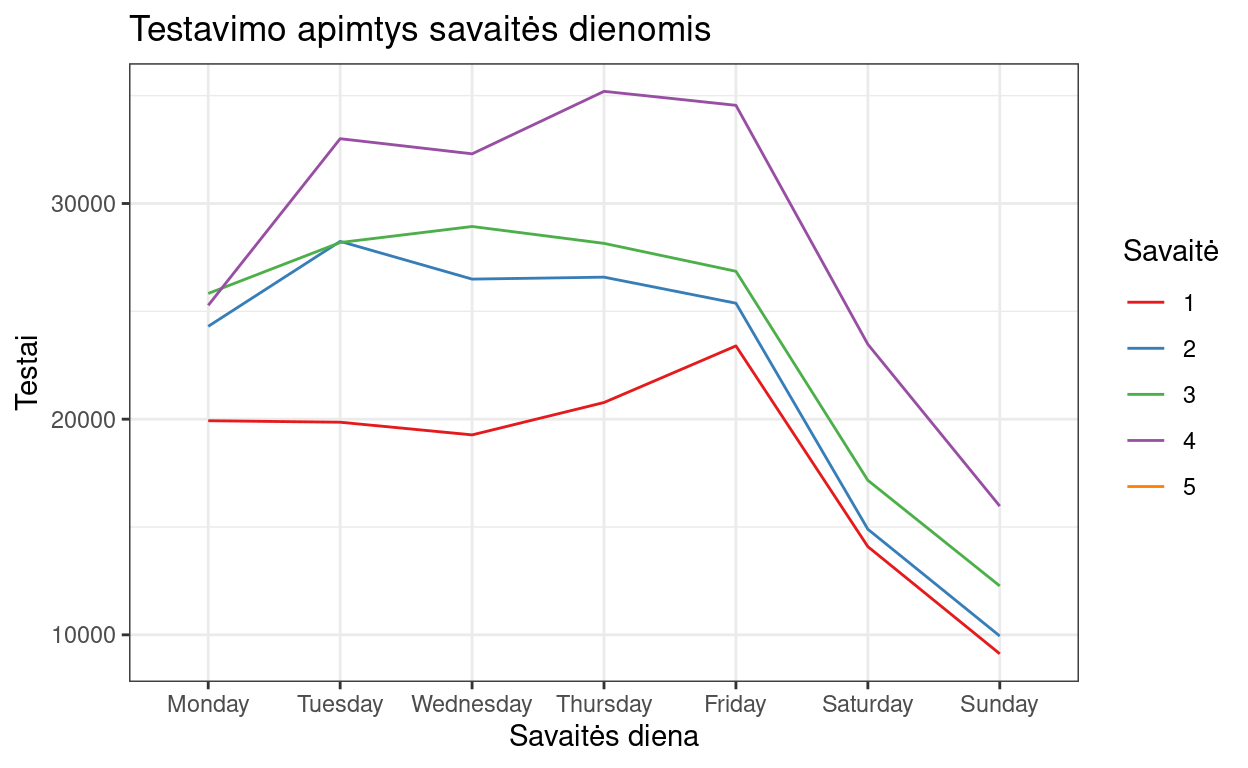 Testavimo apimtys savaitės dienomis
Testai
30000
20000
10000
Monday
Tuesday
Wednesday
Thursday
Friday
Saturday
Sunday
Savaitės diena
Savaitė
1
2
3
4
5